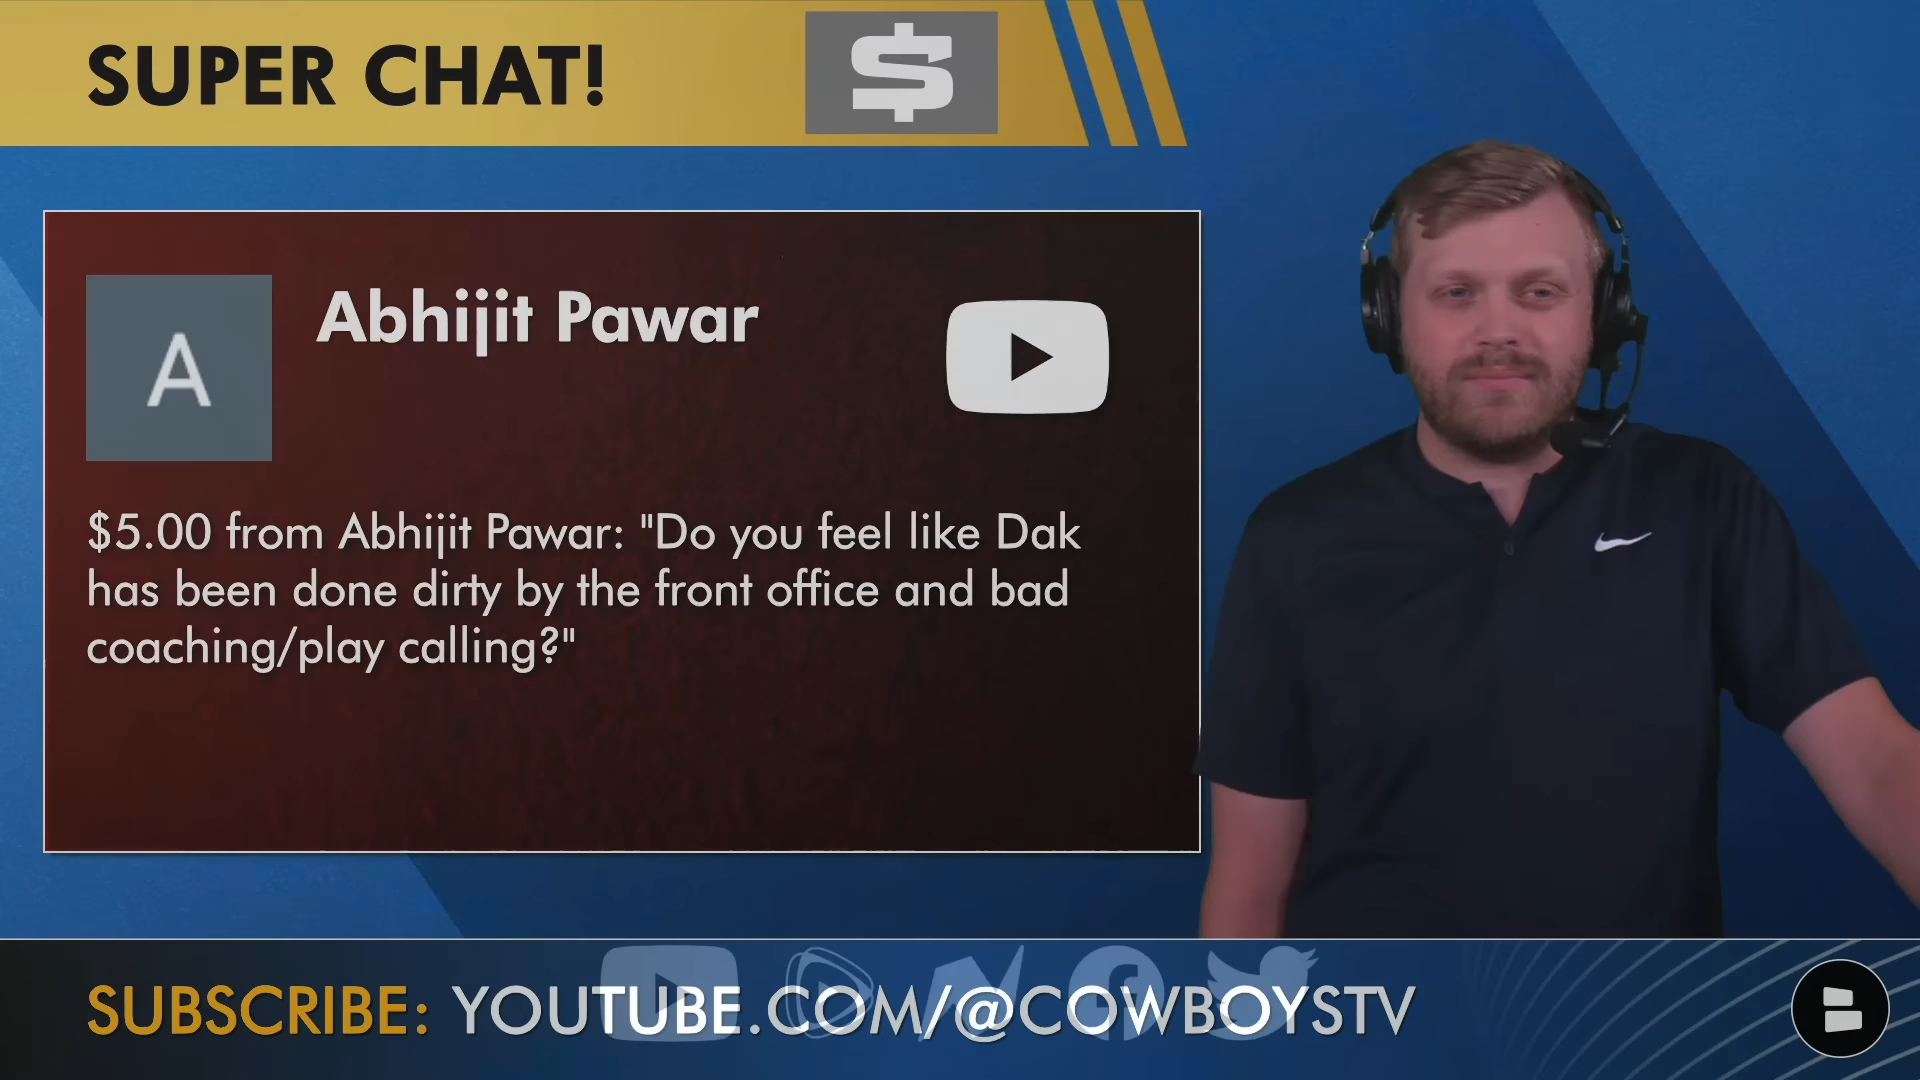 SUPER CHAT!
$
A
Abhijit Pawar
$5.00 from Abhijit Pawar: "Do you feel like Dak
has been done dirty by the front office and bad
coaching/play calling?"
SUBSCRIBE: YOUTUBE.COM/@COWBOYSTV